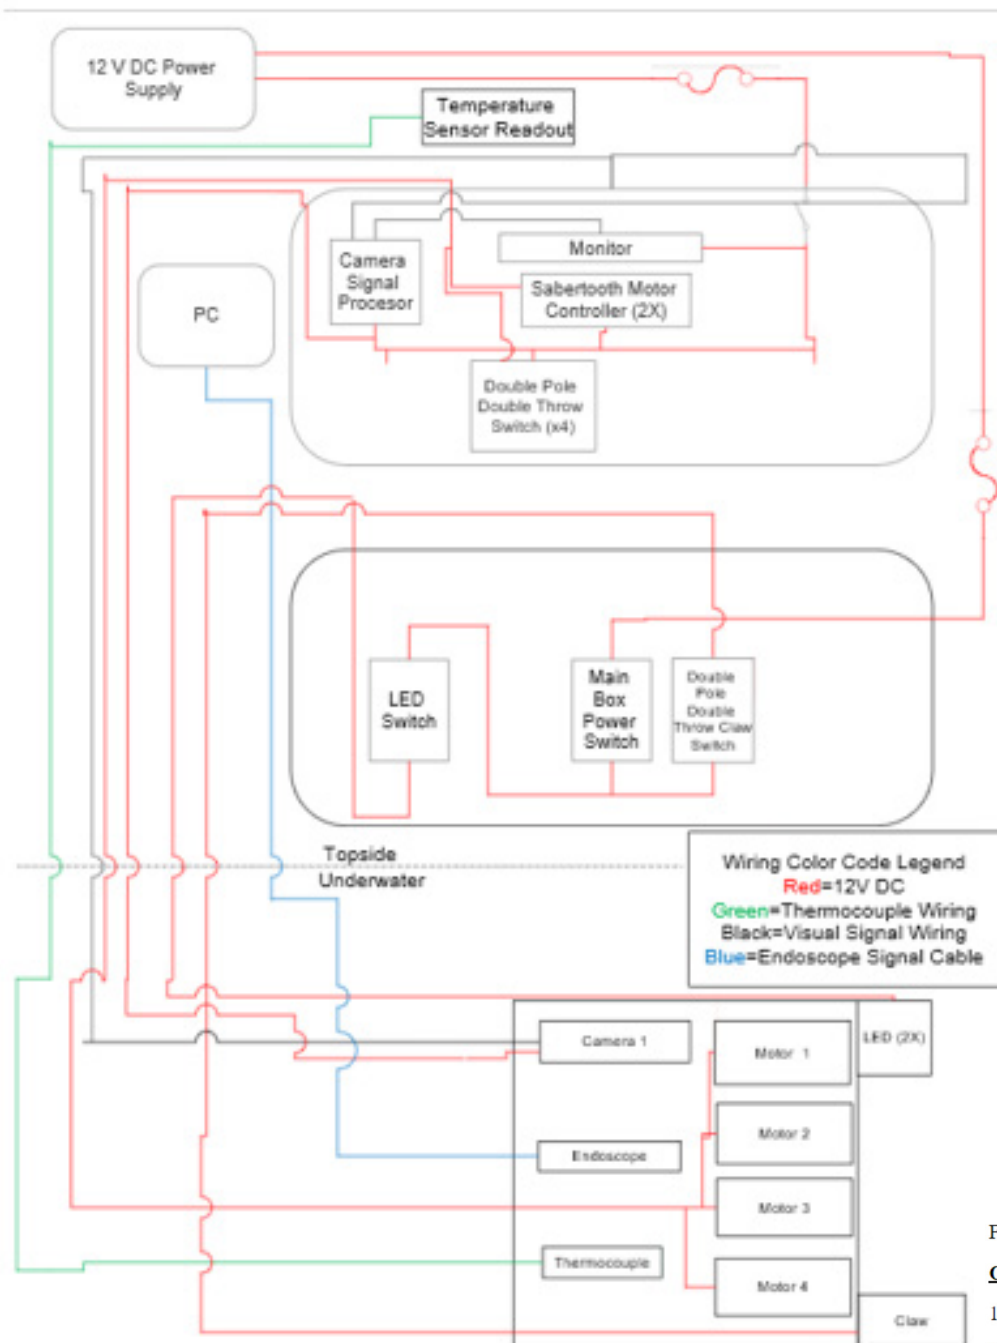 12 V DC Power
Supply
Temperature
Sensor Readout
Monitor
Camera
Signal
Procesor
Sabertooth Motor
Controller (2X)
PC
Double Pole
Double Throw
Switch (x4)
LED
Switch
Main
Box
Power
Switch
Double
Pole
Double
Throw Claw
Switch
Topside
Underwater
Wiring Color Code Legend
Red=12V DC
Green=Thermocouple Wiring
Black=Visual Signal Wiring
Blue=Endoscope Signal Cable
Camera 1
Motor 1
LED (2X)
Motor 2
Endoscope
Motor 3
Thermocouple
Motor 4
Claw